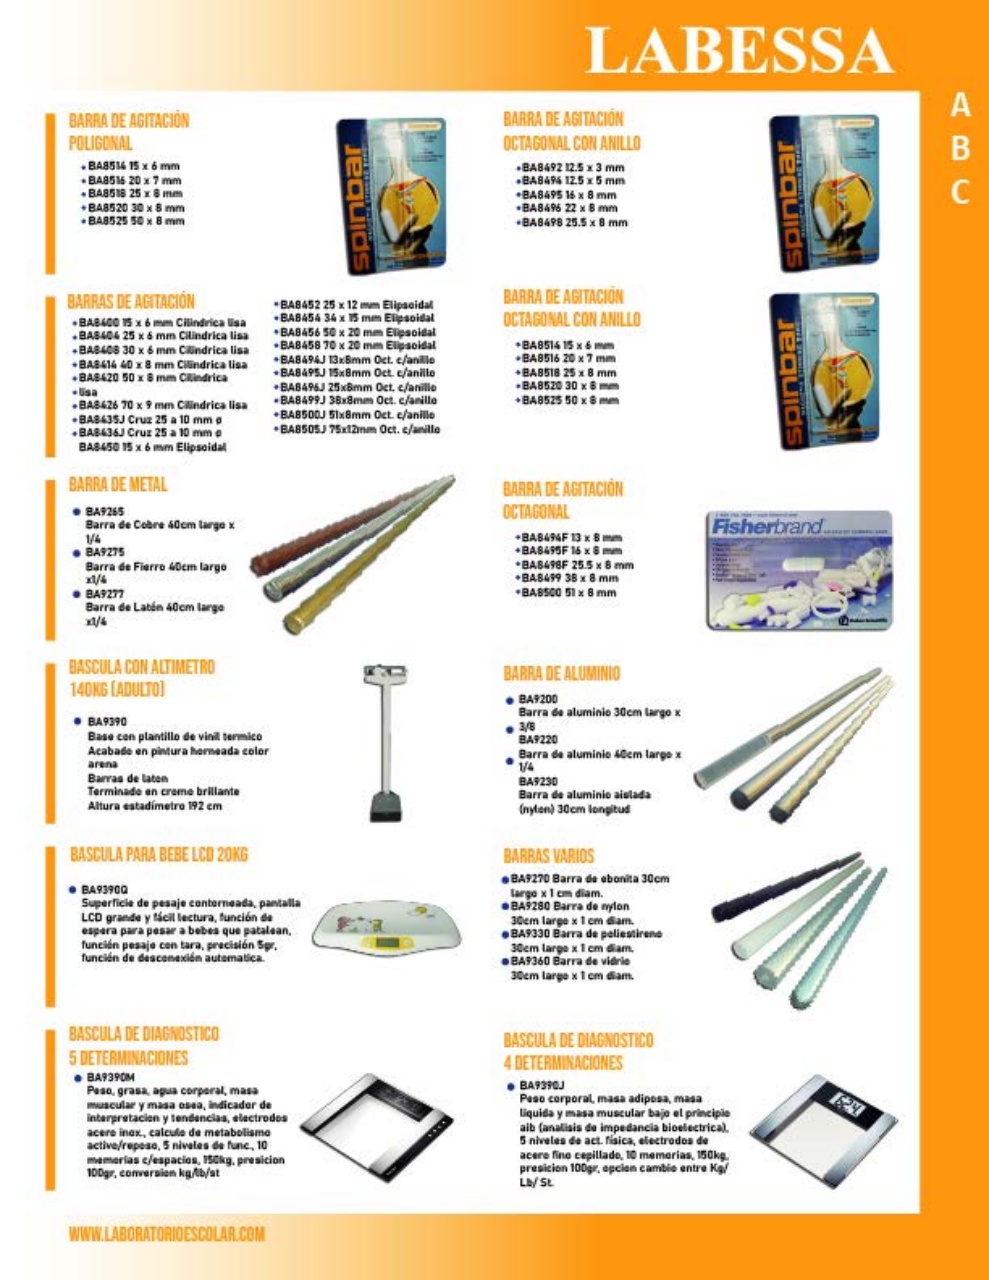 LABESSA
A
B
C
BARRA DE AGITACIÓN
POLIGONAL
BA8514 15 x 6 mm
BA8516 20 x 7 mm
BA8518 25 x 8 mm
BA8520 30 x 8 mm
BA8525 50 x 8 mm
spinbar
BARRA DE AGITACIÓN
OCTAGONAL CON ANILLO
BA8492 12.5 x 3 mm
BA8494 12.5 x 5 mm
BA8495 16 x 8 mm
BA8496 22 x 8 mm
BA8498 25.5 x 8 mm
spinbar
BARRAS DE AGITACIÓN
BA8400 15 x 6 mm Cilindrica lisa
BA8404 25 x 6 mm Cilindrica lisa
BA8408 30 x 6 mm Cilindrica lisa
BA8414 40 x 8 mm Cilindrica lisa
BA8420 50 x 8 mm Cilindrica
lisa
BA8426 70 x 9 mm Cilindrica lisa
BA8435J Cruz 25 a 10 mm ø
BA8436J Cruz 25 a 10 mm ø
BA8450 15 x 6 mm Elipsoidal
BA8452 25 x 12 mm Elipsoidal
BA8454 34 x 15 mm Elipsoidal
BA8456 50 x 20 mm Elipsoidal
BA8458 70 x 20 mm Elipsoidal
BA8494J 13x8mm Oct. c/anillo
BA8495J 15x8mm Oct. c/anillo
BA8496J 25x8mm Oct. c/anillo
BA8499J 38x8mm Oct. c/anillo
BA8500J 51x8mm Oct. c/anillo
BA8505J 75x12mm Oct. c/anillo
BARRA DE AGITACIÓN
OCTAGONAL CON ANILLO
BA8514 15 x 6 mm
BA8516 20 x 7 mm
BA8518 25 x 8 mm
BA8520 30 x 8 mm
BA8525 50 x 8 mm
spinbar
BARRA DE METAL
BA9265
Barra de Cobre 40cm largo x
1/4
BA9275
Barra de Fierro 40cm largo
x1/4
BA9277
Barra de Latón 40cm largo
x1/4
BARRA DE AGITACIÓN
OCTAGONAL
BA8494F 13 x 8 mm
BA8495F 16 x 8 mm
BA8498F 25.5 x 8 mm
BA8499 38 x 8 mm
BA8500 51 x 8 mm
Fisherbrand
Fisher Scientific
BASCULA CON ALTIMETRO
140KG (ADULTO)
BA9390
Base con plantillo de vinil termico
Acabado en pintura horneada color
arena
Barras de laton
Terminado en cromo brillante
Altura estadímetro 192 cm
BARRA DE ALUMINIO
BA9200
Barra de aluminio 30cm largo x
3/8
BA9220
Barra de aluminio 40cm largo x
1/4
BA9230
Barra de aluminio aislada
(nylon) 30cm longitud
BASCULA PARA BEBE LCD 20KG
BA9390Q
Superficie de pesaje contorneada, pantalla
LCD grande y fácil lectura, función de
espera para pesar a bebes que patalean,
función pesaje con tara, precisión 5gr,
función de desconexión automatica.
BARRAS VARIOS
BA9270 Barra de ebonita 30cm
largo x 1 cm diam.
BA9280 Barra de nylon
30cm largo x 1 cm diam.
BA9330 Barra de poliestireno
30cm largo x 1 cm diam.
BA9360 Barra de vidrio
30cm largo x 1 cm diam.
BASCULA DE DIAGNOSTICO
5 DETERMINACIONES
BA9390M
Peso, grasa, agua corporal, masa
muscular y masa osea, indicador de
interpretacion y tendencias, electrodos
acero inox., calculo de metabolismo
activo/reposo, 5 niveles de func., 10
memorias c/espacios, 150kg, presicion
100gr, conversion kg/lb/st
BASCULA DE DIAGNOSTICO
4 DETERMINACIONES
BA9390J
Peso corporal, masa adiposa, masa
liquida y masa muscular bajo el principio
aib (analisis de impedancia bioelectrica),
5 niveles de act. física, electrodos de
acero fino cepillado, 10 memorias, 150kg,
presicion 100gr, opcion cambio entre Kg/
Lb/ St.
WWW.LABORATORIOESCOLAR.COM